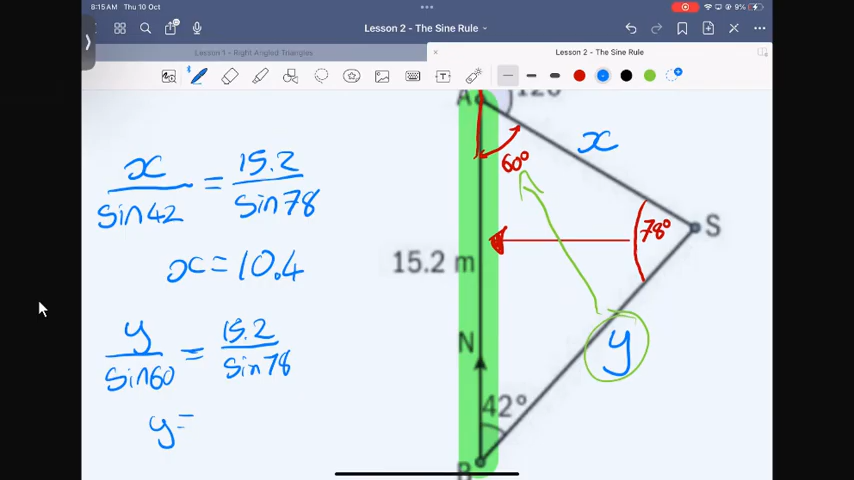 8:15 AM Thu 10 Oct
9%
Lesson 2 - The Sine Rule
Lesson 1 - Right Angled Triangles
Lesson 2 - The Sine Rule
A
120
x
60°
x/sin42 = 15.2/sin78
78°
S
x=10.4
15.2 m
y/sin60 = 15.2/sin78
N
y
42°
y=
B